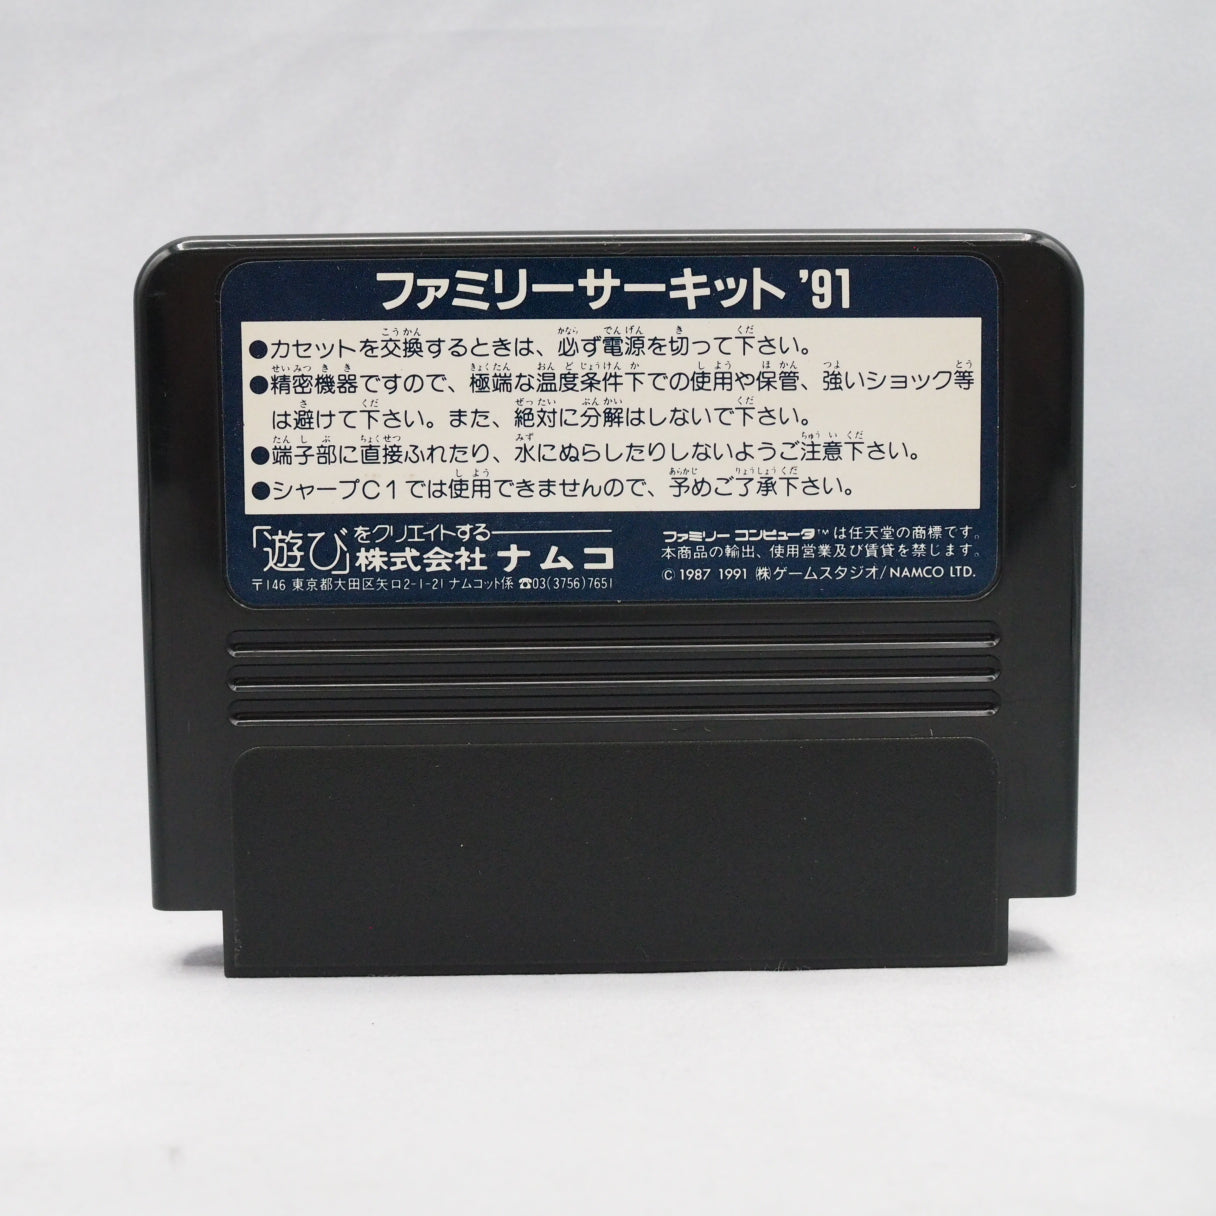 ファミリーサーキット '91
●カセットを交換するときは、必ず電源を切って下さい。
●精密機器ですので、極端な温度条件下での使用や保管、強いショック等
は避けて下さい。また、絶対に分解はしないで下さい。
●端子部に直接ふれたり、水にぬらしたりしないようご注意下さい。
●シャープC1では使用できませんので、予めご了承下さい。
「遊び」をクリエイトする
株式会社 ナムコ
〒146 東京都大田区矢口2-1-21 ナムコット係 ☎03(3756)7651
ファミリー コンピュータ™は任天堂の商標です。
本商品の輸出、使用営業及び賃貸を禁じます。
© 1987 1991 ㈱ゲームスタジオ/NAMCO LTD.